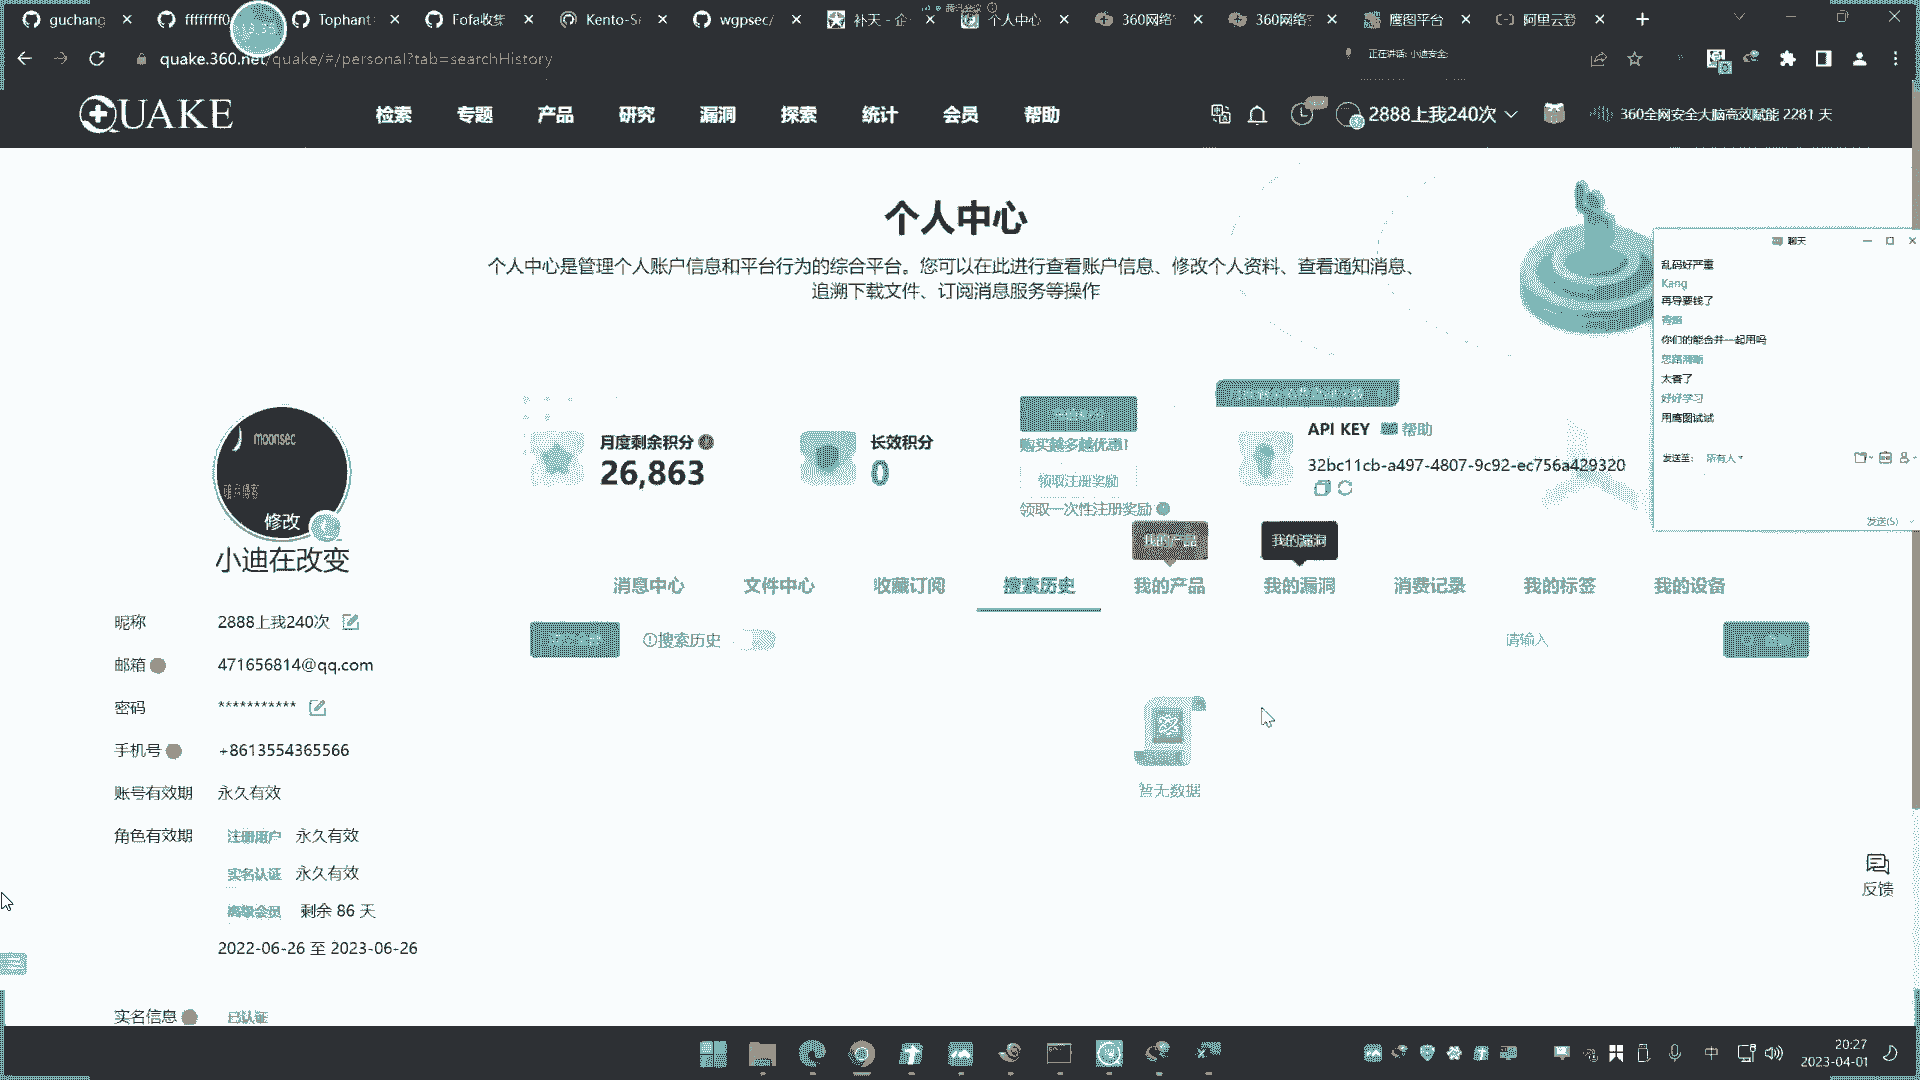 guchang
ffffffff0
Tophant
Fofa收集
Kento-S
wgpsec/
补天 - 企
个人中心
360网络
360网络
鹰图平台
阿里云登
quake.360.net/quake/#/personal?tab=searchHistory
正在讲话: 小迪安全;
QUAKE
检索
专题
产品
研究
漏洞
探索
统计
会员
帮助
2888上我240次
360全网安全大脑高效赋能 2281 天
个人中心
个人中心是管理个人账户信息和平台行为的综合平台。您可以在此进行查看账户信息、修改个人资料、查看通知消息、
追溯下载文件、订阅消息服务等操作
聊天
乱码好严重
Kang
再导要钱了
你们的能合并一起用吗
太香了
好好学习
用鹰图试试
发送至:
所有人
发送(S)
moonsec
修改
小迪在改变
月度剩余积分
26,863
长效积分
0
购买越多越优惠!
领取注册奖励
领取一次性注册奖励
API KEY
帮助
32bc11cb-a497-4807-9c92-ec756a429320
我的产品
我的漏洞
消息中心
文件中心
收藏订阅
搜索历史
我的产品
我的漏洞
消费记录
我的标签
我的设备
搜索历史
请输入
暂无数据
昵称
2888上我240次
邮箱
471656814@qq.com
密码
***********
手机号
+8613554365566
账号有效期
永久有效
角色有效期
注册用户
永久有效
实名认证
永久有效
高级会员
剩余 86 天
2022-06-26 至 2023-06-26
实名信息
已认证
反馈
中
20:27
2023-04-01